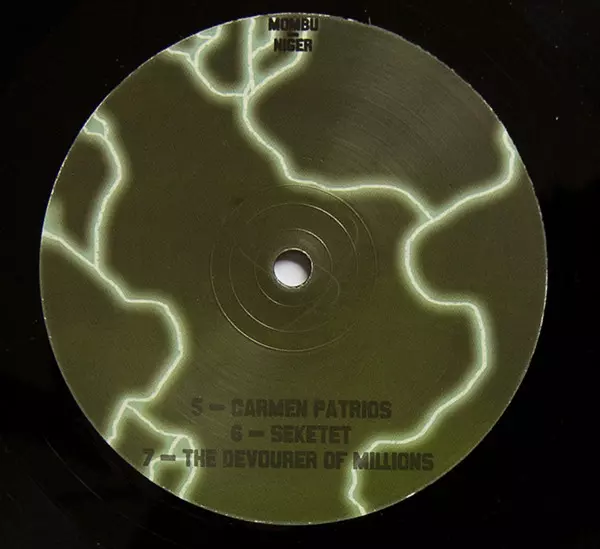 MOMBU
–
NIGER
5 – CARMEN PATRIOS
6 – SEKETET
7 – THE DEVOURER OF MILLIONS